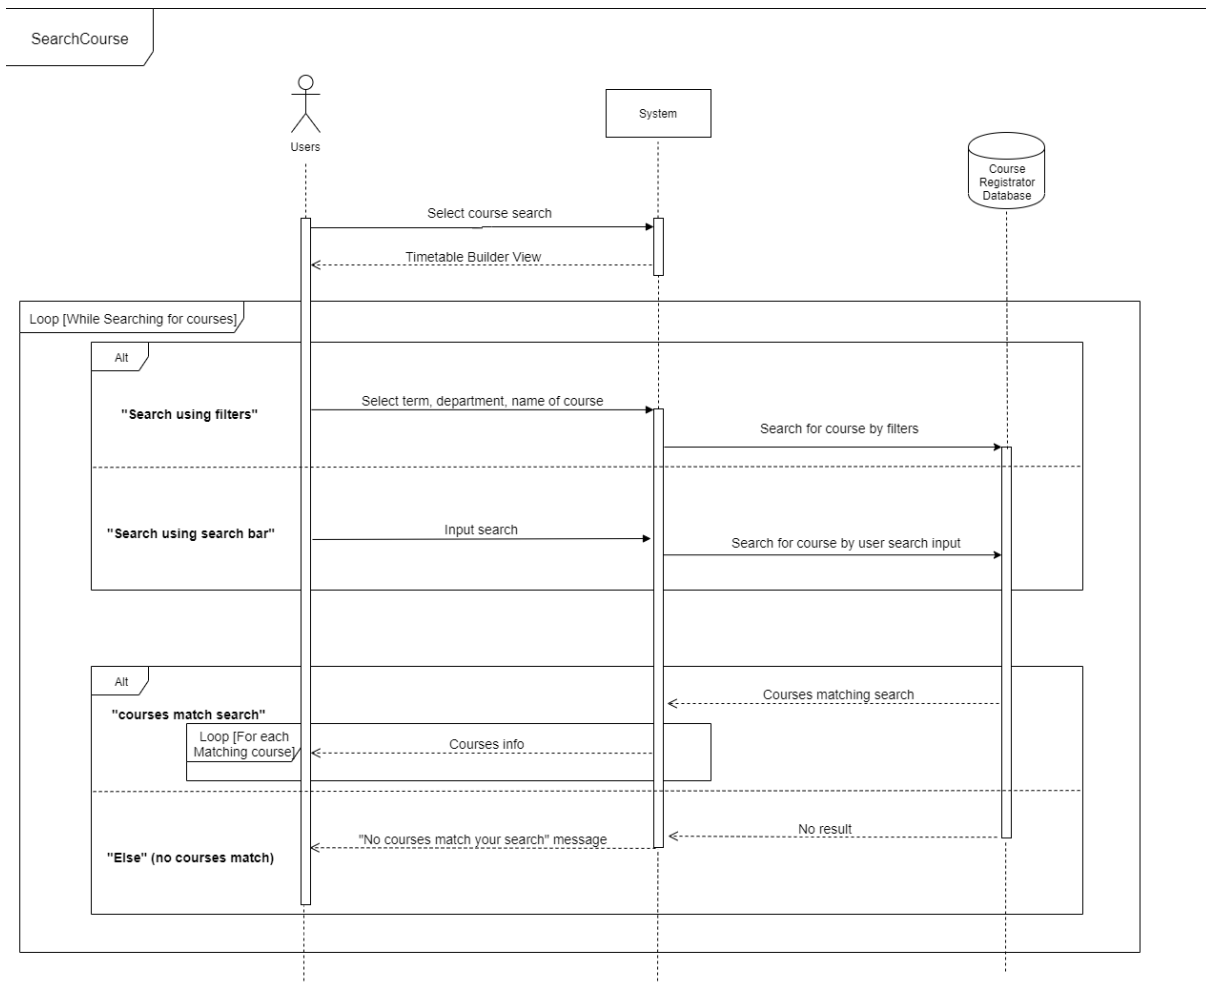 SearchCourse
Users
System
Course
Registrator
Database
Select course search
Timetable Builder View
Loop [While Searching for courses]
Alt
"Search using filters"
Select term, department, name of course
Search for course by filters
"Search using search bar"
Input search
Search for course by user search input
Alt
Courses matching search
"courses match search"
Loop [For each
Matching course]
Courses info
No result
"No courses match your search" message
"Else" (no courses match)